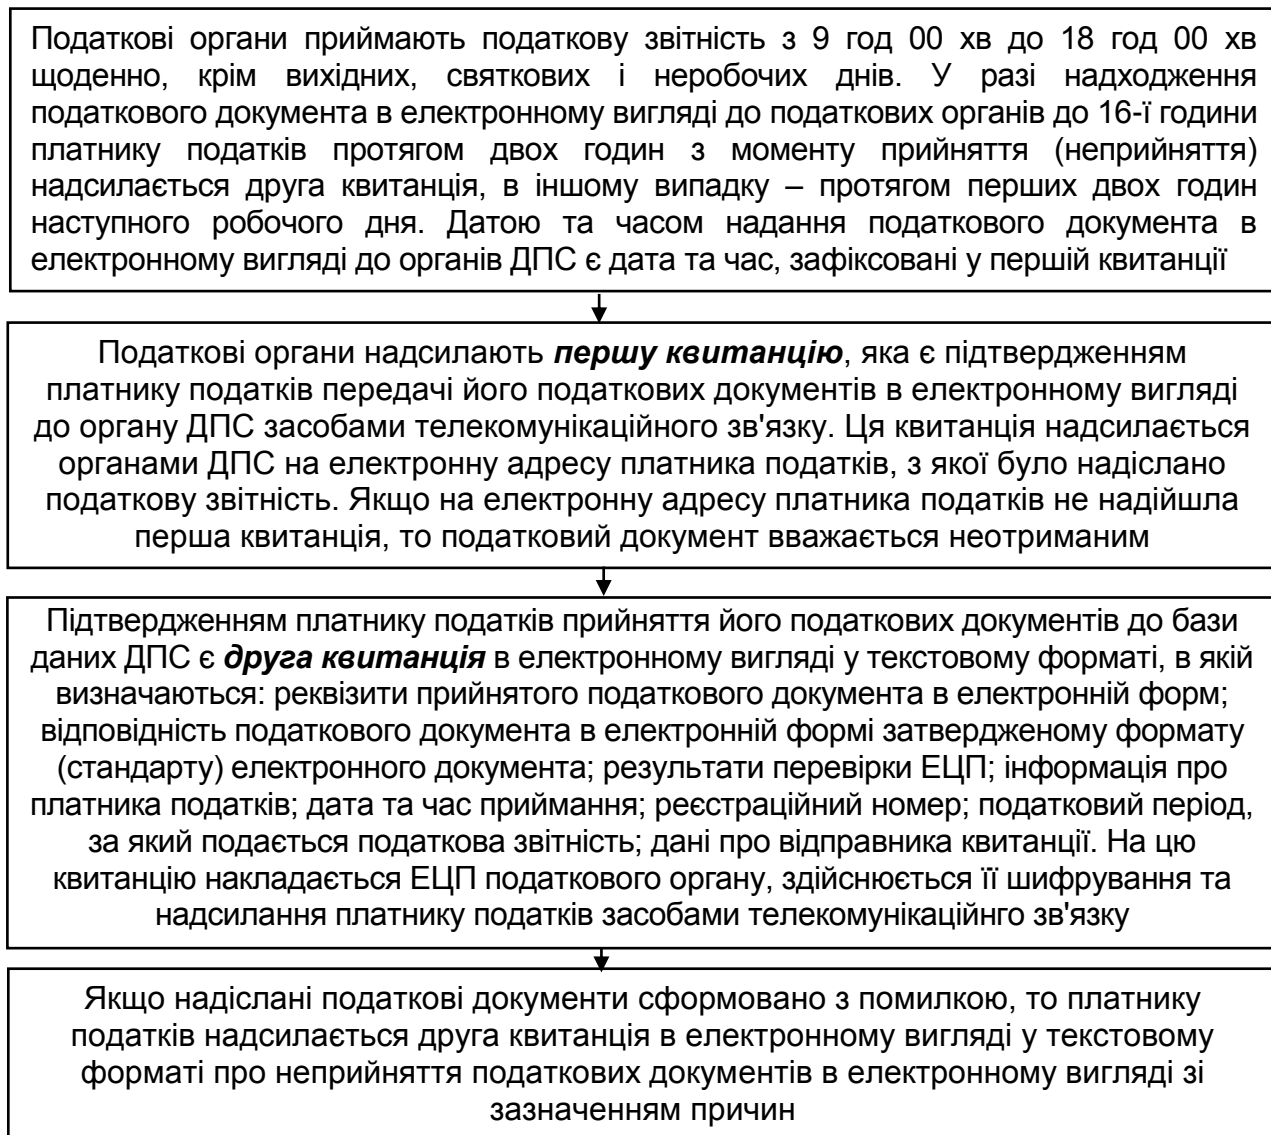 Податкові органи приймають податкову звітність з 9 год 00 хв до 18 год 00 хв
щоденно, крім вихідних, святкових і неробочих днів. У разі надходження
податкового документа в електронному вигляді до податкових органів до 16-ї години
платнику податків протягом двох годин з моменту прийняття (неприйняття)
надсилається друга квитанція, в іншому випадку – протягом перших двох годин
наступного робочого дня. Датою та часом надання податкового документа в
електронному вигляді до органів ДПС є дата та час, зафіксовані у першій квитанції
Податкові органи надсилають першу квитанцію, яка є підтвердженням
платнику податків передачі його податкових документів в електронному вигляді
до органу ДПС засобами телекомунікаційного зв'язку. Ця квитанція надсилається
органами ДПС на електронну адресу платника податків, з якої було надіслано
податкову звітність. Якщо на електронну адресу платника податків не надійшла
перша квитанція, то податковий документ вважається неотриманим
Підтвердженням платнику податків прийняття його податкових документів до бази
даних ДПС є друга квитанція в електронному вигляді у текстовому форматі, в якій
визначаються: реквізити прийнятого податкового документа в електронній форм;
відповідність податкового документа в електронній формі затвердженому формату
(стандарту) електронного документа; результати перевірки ЕЦП; інформація про
платника податків; дата та час приймання; реєстраційний номер; податковий період,
за який подається податкова звітність; дані про відправника квитанції. На цю
квитанцію накладається ЕЦП податкового органу, здійснюється її шифрування та
надсилання платнику податків засобами телекомунікаційнго зв'язку
Якщо надіслані податкові документи сформовано з помилкою, то платнику
податків надсилається друга квитанція в електронному вигляді у текстовому
форматі про неприйняття податкових документів в електронному вигляді зі
зазначенням причин